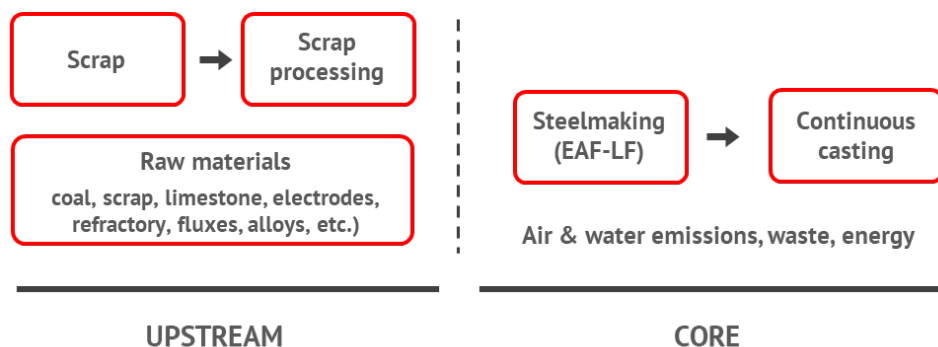 Scrap
Scrap
processing
Raw materials
coal, scrap, limestone, electrodes,
refractory, fluxes, alloys, etc.)
UPSTREAM
Steelmaking
(EAF-LF)
Continuous
casting
Air & water emissions, waste, energy
CORE